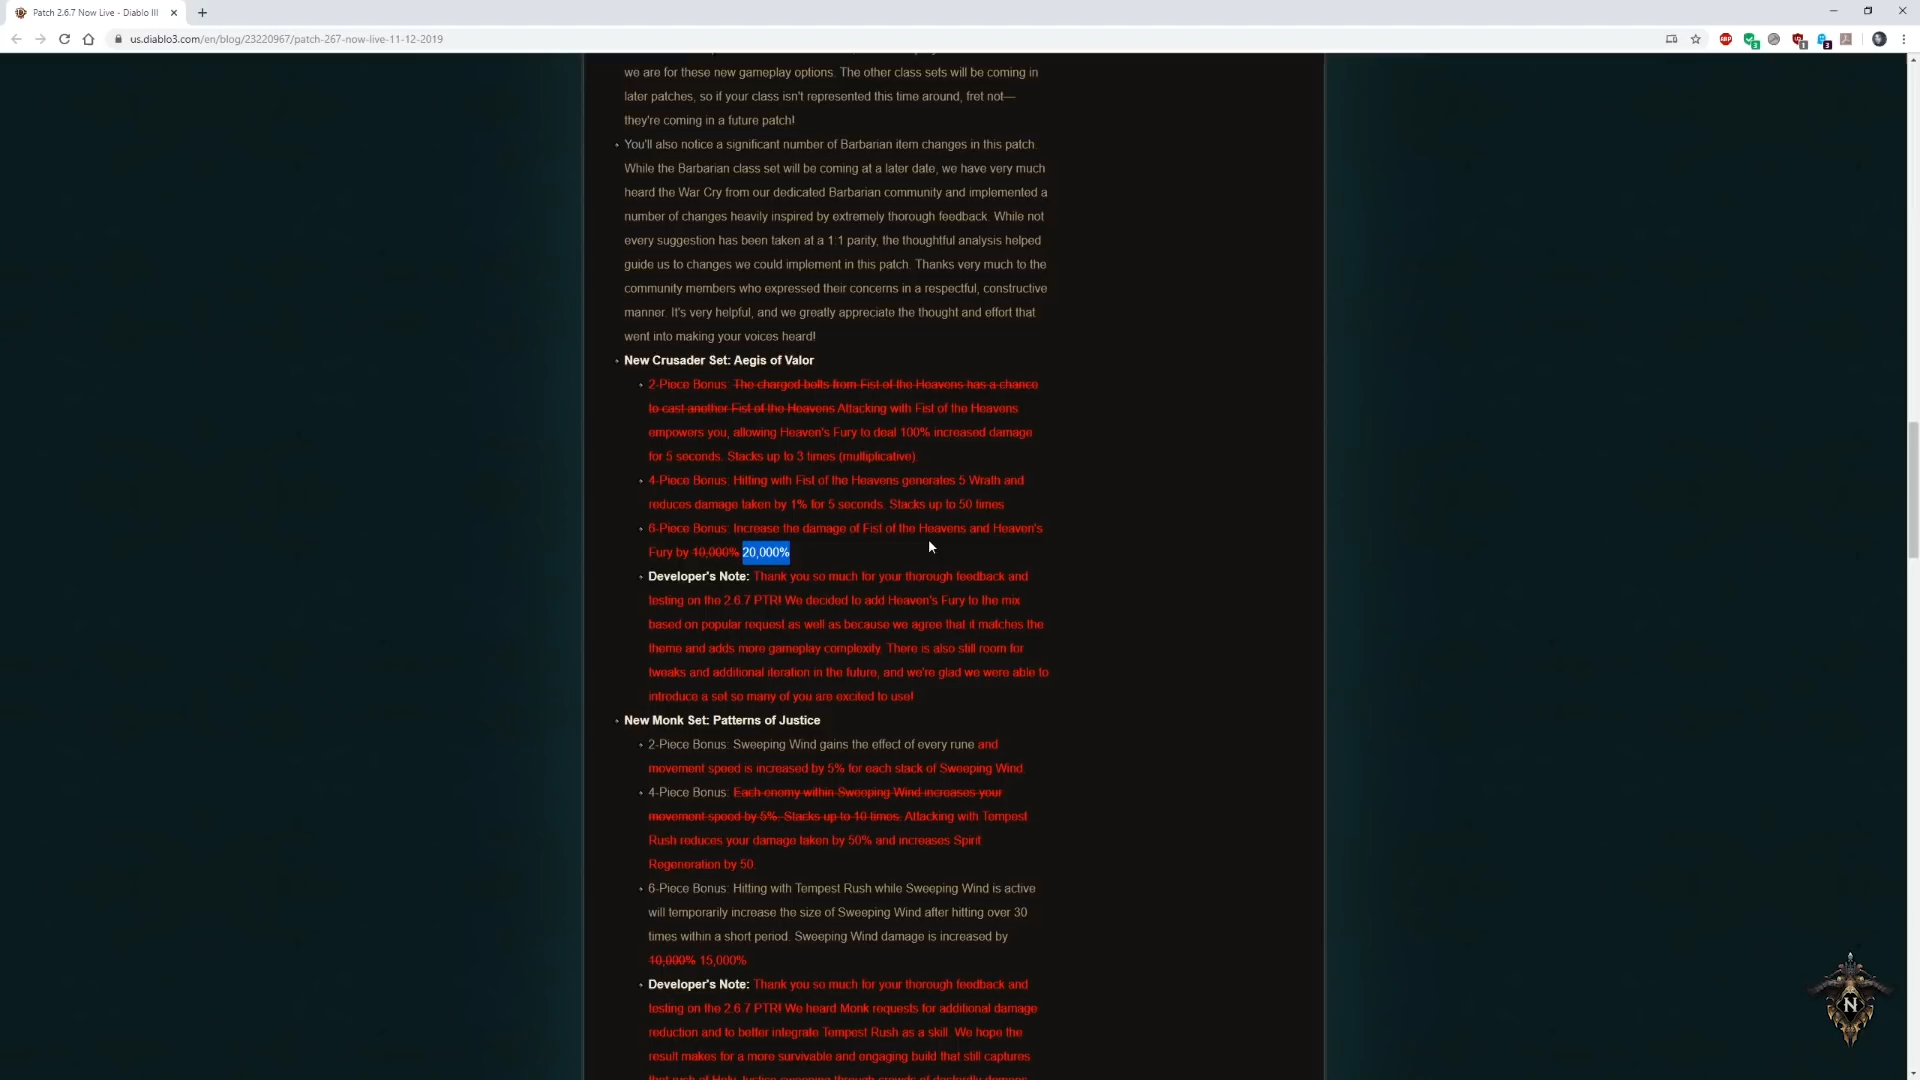 Patch 2.6.7 Now Live - Diablo III
us.diablo3.com/en/blog/23220967/patch-267-now-live-11-12-2019
we are for these new gameplay options. The other class sets will be coming in
later patches, so if your class isn't represented this time around, fret not—
they're coming in a future patch!
You'll also notice a significant number of Barbarian item changes in this patch.
While the Barbarian class set will be coming at a later date, we have very much
heard the War Cry from our dedicated Barbarian community and implemented a
number of changes heavily inspired by extremely thorough feedback. While not
every suggestion has been taken at a 1:1 parity, the thoughtful analysis helped
guide us to changes we could implement in this patch. Thanks very much to the
community members who expressed their concerns in a respectful, constructive
manner. It's very helpful, and we greatly appreciate the thought and effort that
went into making your voices heard!
New Crusader Set: Aegis of Valor
2-Piece Bonus: The charged bolts from Fist of the Heavens has a chance
to cast another Fist of the Heavens Attacking with Fist of the Heavens
empowers you, allowing Heaven's Fury to deal 100% increased damage
for 5 seconds. Stacks up to 3 times (multiplicative).
4-Piece Bonus: Hitting with Fist of the Heavens generates 5 Wrath and
reduces damage taken by 1% for 5 seconds. Stacks up to 50 times
6-Piece Bonus: Increase the damage of Fist of the Heavens and Heaven's
Fury by 10,000% 20,000%
Developer's Note: Thank you so much for your thorough feedback and
testing on the 2.6.7 PTR! We decided to add Heaven's Fury to the mix
based on popular request as well as because we agree that it matches the
theme and adds more gameplay complexity. There is also still room for
tweaks and additional iteration in the future, and we're glad we were able to
introduce a set so many of you are excited to use!
New Monk Set: Patterns of Justice
2-Piece Bonus: Sweeping Wind gains the effect of every rune and
movement speed is increased by 5% for each stack of Sweeping Wind.
4-Piece Bonus: Each enemy within Sweeping Wind increases your
movement speed by 5%. Stacks up to 10 times. Attacking with Tempest
Rush reduces your damage taken by 50% and increases Spirit
Regeneration by 50.
6-Piece Bonus: Hitting with Tempest Rush while Sweeping Wind is active
will temporarily increase the size of Sweeping Wind after hitting over 30
times within a short period. Sweeping Wind damage is increased by
10,000% 15,000%
Developer's Note: Thank you so much for your thorough feedback and
testing on the 2.6.7 PTR! We heard Monk requests for additional damage
reduction and to better integrate Tempest Rush as a skill. We hope the
result makes for a more survivable and engaging build that still captures
that rush of Holy Justice sweeping through crowds of dastardly demons.
N